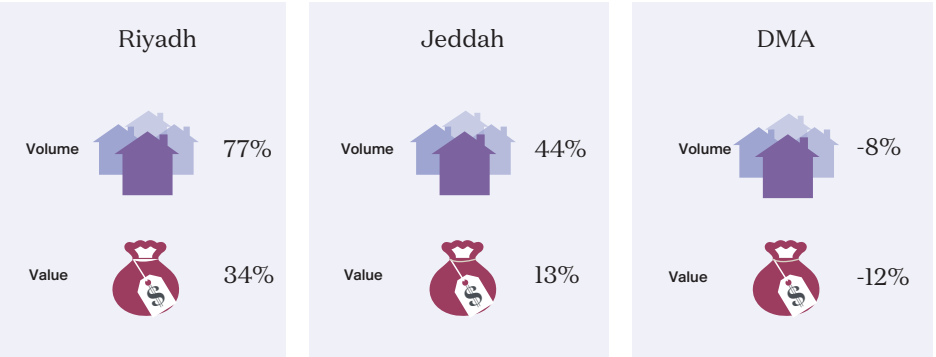 Riyadh
Volume 77%
Value 34%
Jeddah
Volume 44%
Value 13%
DMA
Volume -8%
Value -12%
$
$
$